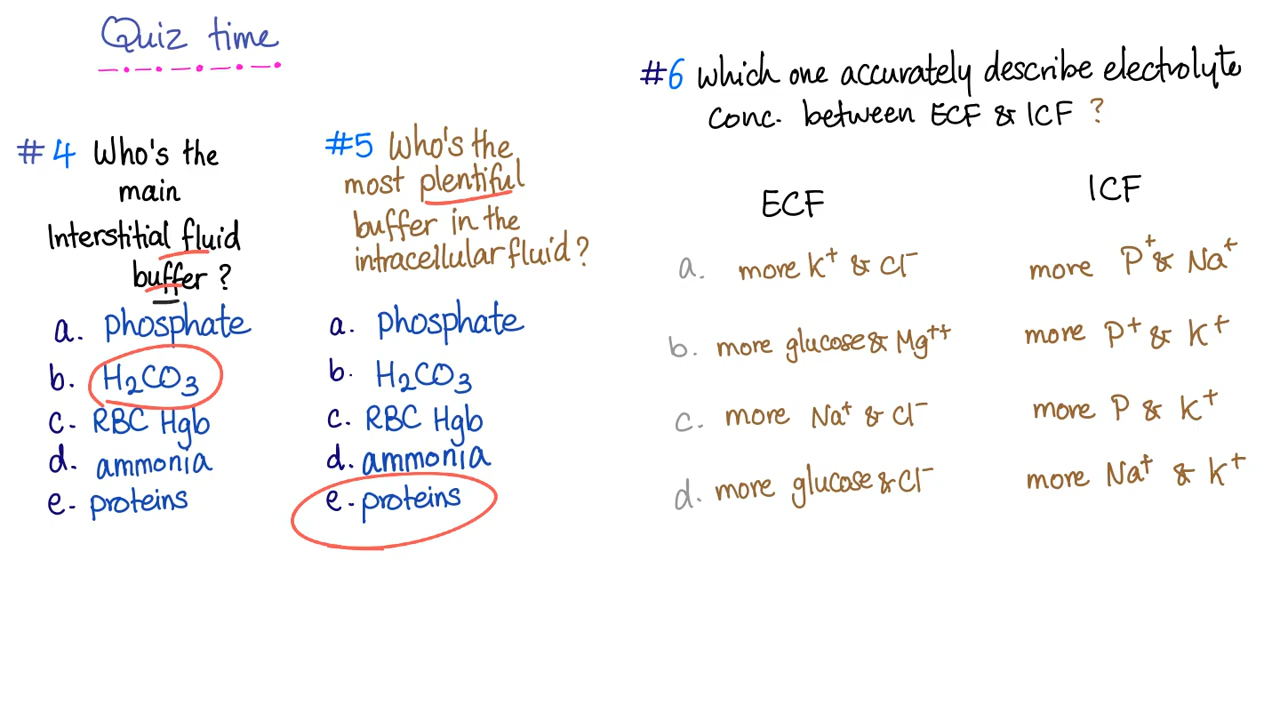 Quiz time
#4 Who's the
main
Interstitial fluid
buffer ?
a. phosphate
b. H2CO3
c. RBC Hgb
d. ammonia
e- proteins
#5 Who's the
most plentiful
buffer in the
intracellular fluid ?
a. phosphate
b. H2CO3
c. RBC Hgb
d. ammonia
e- proteins
#6 which one accurately describe electrolyte
conc. between ECF & ICF ?
ECF ICF
a. more K+ & Cl- more P+ & Na+
b. more glucose & Mg++ more P+ & K+
c. more Na+ & Cl- more P & K+
d. more glucose & Cl- more Na+ & K+